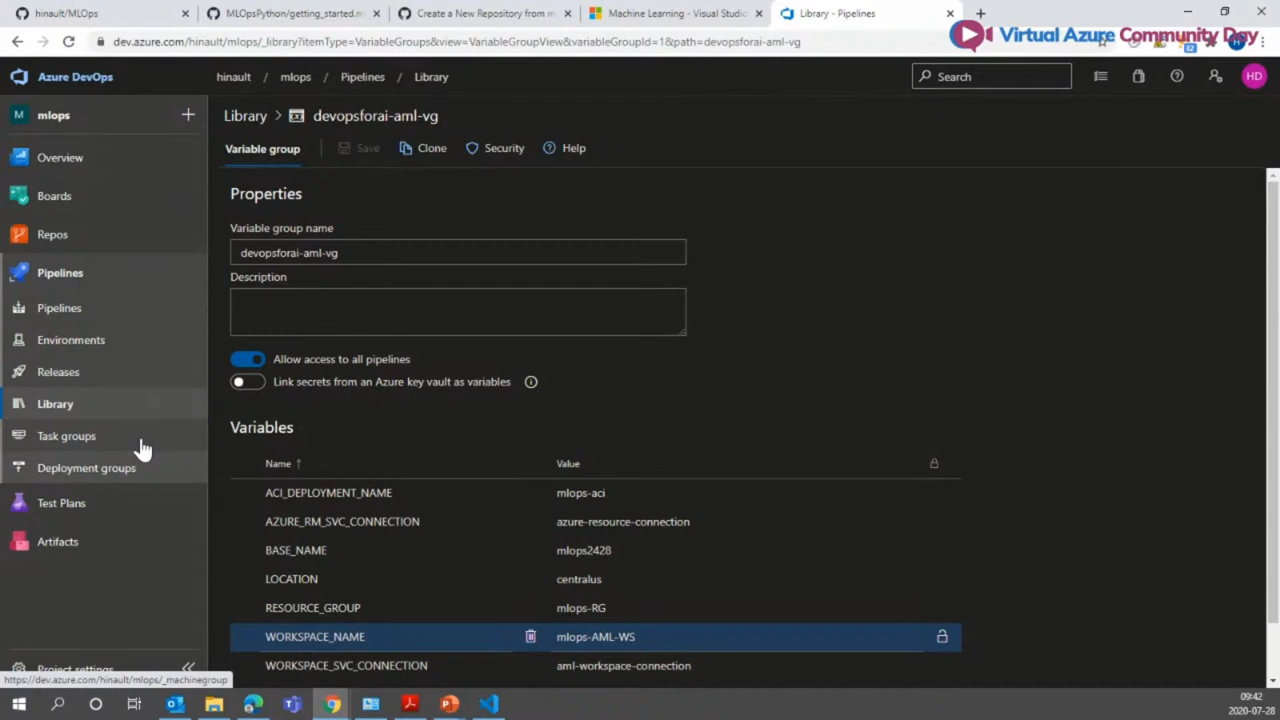 hinault/MLOps
MLOpsPython/getting_started.m
Create a New Repository from m
Machine Learning - Visual Studio
Library - Pipelines
dev.azure.com/hinault/mlops/_library?itemType=VariableGroups&view=VariableGroupView&variableGroupId=1&path=devopsforai-aml-vg
Virtual Azure Community Day
Azure DevOps
hinault / mlops / Pipelines / Library
Search
HD
M mlops
Library > devopsforai-aml-vg
Variable group
Save
Clone
Security
Help
Overview
Boards
Repos
Pipelines
Pipelines
Environments
Releases
Library
Task groups
Deployment groups
Test Plans
Artifacts
Project settings
https://dev.azure.com/hinault/mlops/_machinegroup
Properties
Variable group name
devopsforai-aml-vg
Description
Allow access to all pipelines
Link secrets from an Azure key vault as variables
Variables
Name ↑ Value
ACI_DEPLOYMENT_NAME mlops-aci
AZURE_RM_SVC_CONNECTION azure-resource-connection
BASE_NAME mlops2428
LOCATION centralus
RESOURCE_GROUP mlops-RG
WORKSPACE_NAME mlops-AML-WS
WORKSPACE_SVC_CONNECTION aml-workspace-connection
09:42
2020-07-28